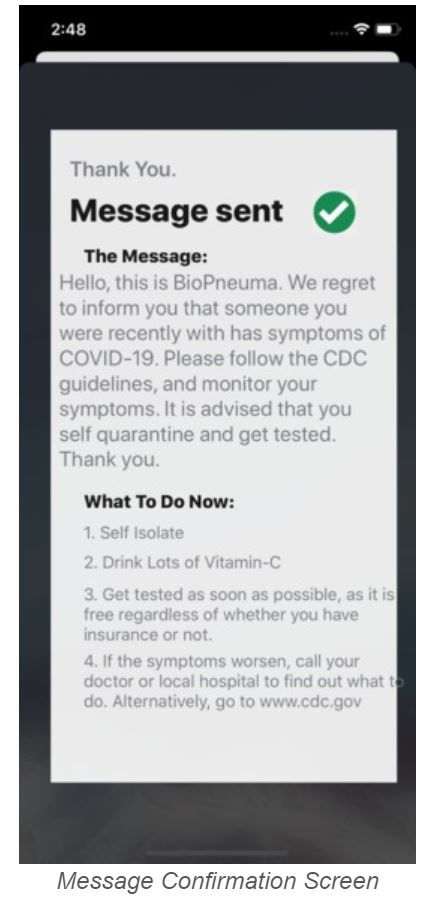 2:48
Thank You.
Message sent
The Message:
Hello, this is BioPneuma. We regret
to inform you that someone you
were recently with has symptoms of
COVID-19. Please follow the CDC
guidelines, and monitor your
symptoms. It is advised that you
self quarantine and get tested.
Thank you.
What To Do Now:
1. Self Isolate
2. Drink Lots of Vitamin-C
3. Get tested as soon as possible, as it is
free regardless of whether you have
insurance or not.
4. If the symptoms worsen, call your
doctor or local hospital to find out what to
do. Alternatively, go to www.cdc.gov
Message Confirmation Screen